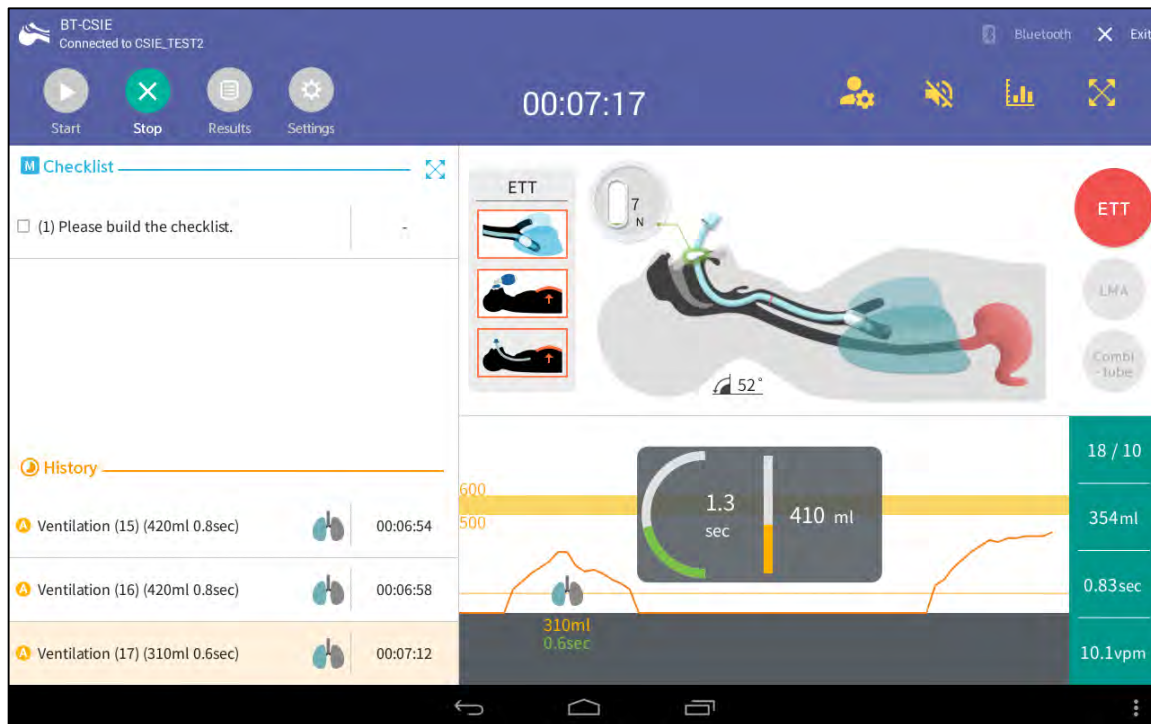 BT-CSIE
Connected to CSIE_TEST2
Bluetooth
Exit
Start
Stop
Results
Settings
00:07:17
M Checklist
(1) Please build the checklist.
-
History
A Ventilation (15) (420ml 0.8sec) 00:06:54
A Ventilation (16) (420ml 0.8sec) 00:06:58
A Ventilation (17) (310ml 0.6sec) 00:07:12
ETT
7
N
52°
ETT
LMA
Combi
-tube
600
500
1.3
sec
410 ml
310ml
0.6sec
18 / 10
354ml
0.83sec
10.1vpm